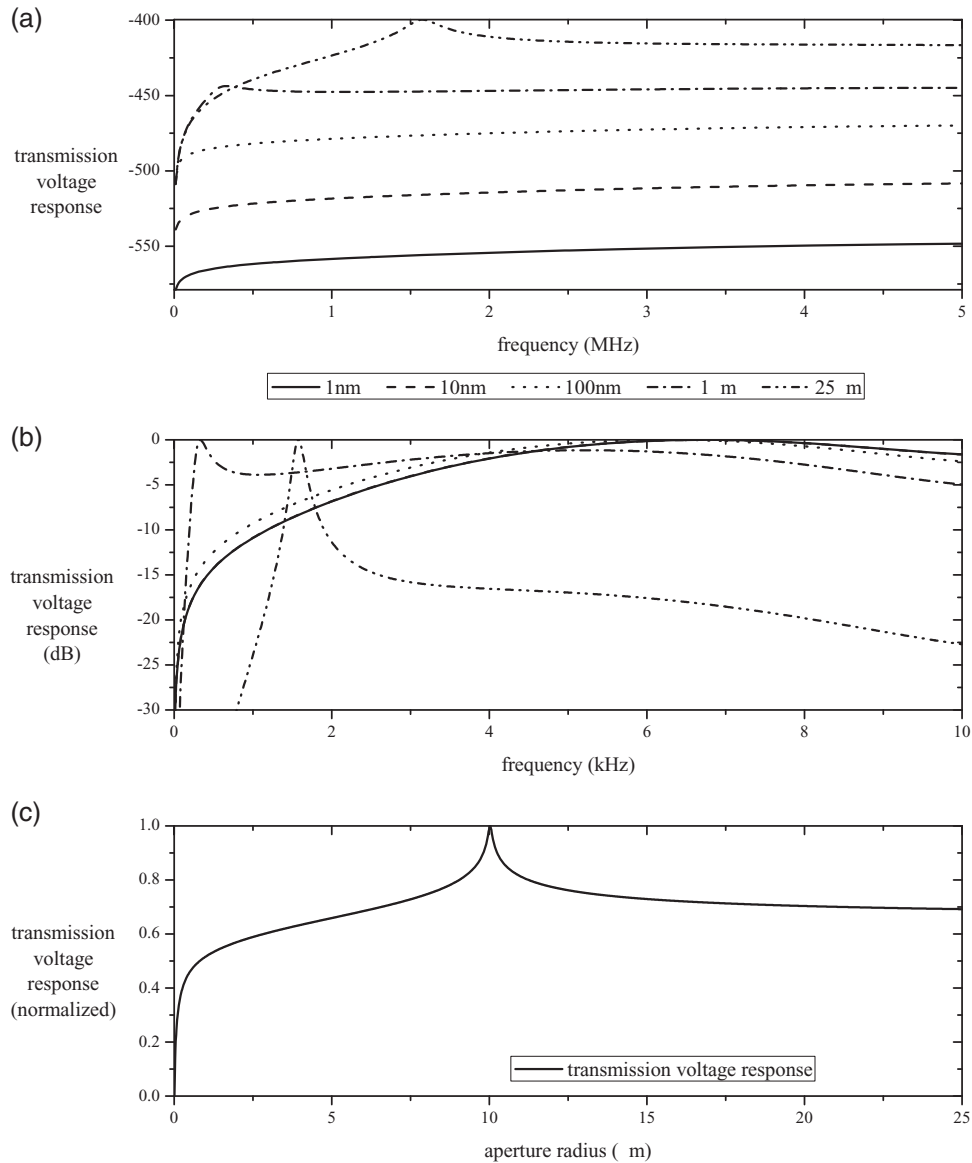 (a)
-400
-450
-500
-550
transmission
voltage
response
0 1 2 3 4 5
frequency (MHz)
1nm 10nm 100nm 1 m 25 m
(b)
0
-5
-10
-15
-20
-25
-30
transmission
voltage
response
(dB)
0 2 4 6 8 10
frequency (kHz)
(c)
1.0
0.8
0.6
0.4
0.2
0.0
transmission
voltage
response
(normalized)
transmission voltage response
0 5 10 15 20 25
aperture radius ( m)